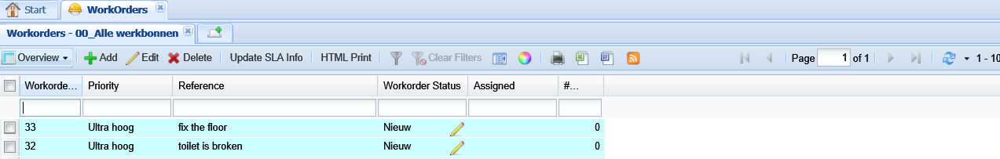 Start WorkOrders
Workorders - 00_Alle werkbonnen
Overview Add Edit Delete Update SLA Info HTML Print Clear Filters Page 1 of 1 1 - 10
Workorde... Priority Reference Workorder Status Assigned #...
33 Ultra hoog fix the floor Nieuw 0
32 Ultra hoog toilet is broken Nieuw 0